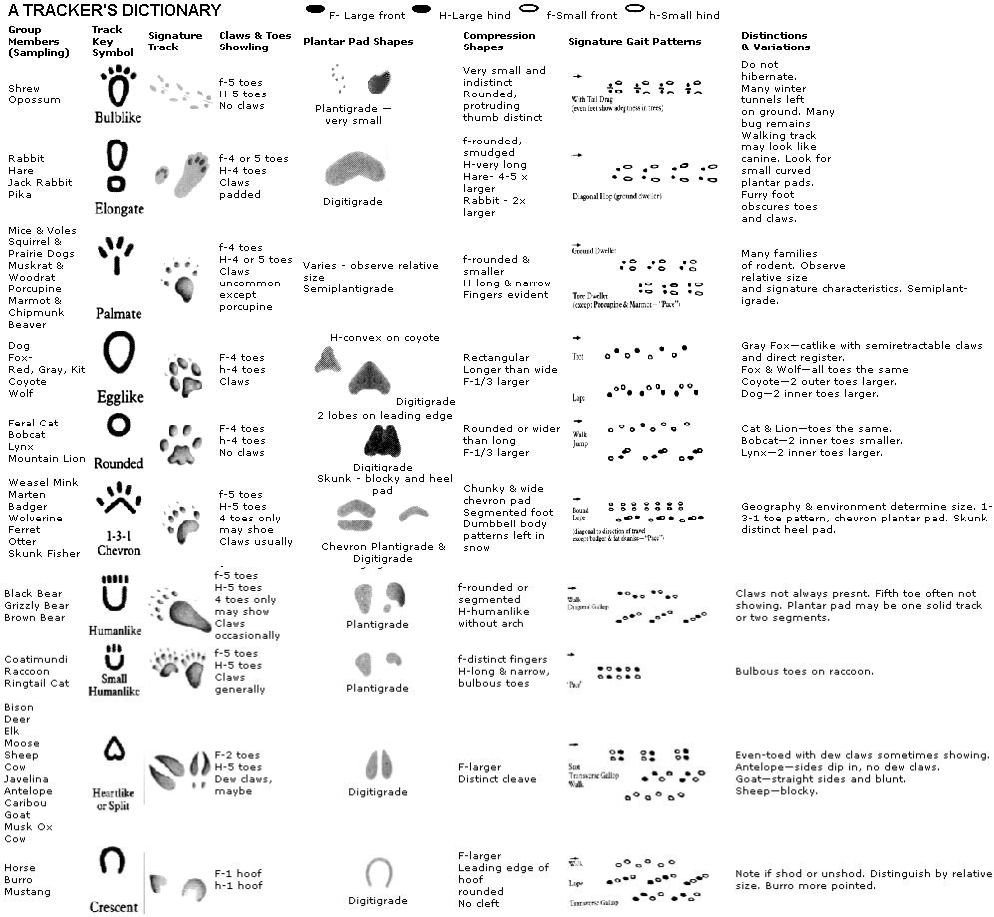 A TRACKER'S DICTIONARY
F- Large front
H-Large hind
f-Small front
h-Small hind
Group
Members
(Sampling)
Track
Key
Symbol
Signature
Track
Claws & Toes
Showling
Plantar Pad Shapes
Compression
Shapes
Signature Gait Patterns
Distinctions
& Variations
Shrew
Opossum
Bulblike
f-5 toes
H 5 toes
No claws
Plantigrade —
very small
Very small and
indistinct
Rounded,
protruding
thumb distinct
With Tail Drag
(even feet show adeptness in trees)
Do not
hibernate.
Many winter
tunnels left
on ground. Many
bug remains
Walking track
may look like
canine. Look for
small curved
plantar pads.
Furry foot
obscures toes
and claws.
Rabbit
Hare
Jack Rabbit
Pika
Elongate
f-4 or 5 toes
H-4 toes
Claws
padded
Digitigrade
f-rounded,
smudged
H-very long
Hare- 4-5 x
larger
Rabbit - 2x
larger
Diagonal Hop (ground dweller)
Mice & Voles
Squirrel &
Prairie Dogs
Muskrat &
Woodrat
Porcupine
Marmot &
Chipmunk
Beaver
Palmate
f-4 toes
H-4 or 5 toes
Claws
uncommon
except
porcupine
Varies - observe relative
size
Semiplantigrade
f-rounded &
smaller
H long & narrow
Fingers evident
Ground Dweller
Tree Dweller
(except Porcupine & Marmot— "Pace")
Many families
of rodent. Observe
relative size
and signature characteristics. Semiplant-
igrade.
Dog
Fox-
Red, Gray, Kit
Coyote
Wolf
Egglike
F-4 toes
h-4 toes
Claws
H-convex on coyote
Digitigrade
Rectangular
Longer than wide
F-1/3 larger
Trot
Lope
Gray Fox—catlike with semiretractable claws
and direct register.
Fox & Wolf—all toes the same
Coyote—2 outer toes larger.
Dog—2 inner toes larger.
Feral Cat
Bobcat
Lynx
Mountain Lion
Rounded
F-4 toes
h-4 toes
No claws
2 lobes on leading edge
Digitigrade
Rounded or wider
than long
F-1/3 larger
Walk
Jump
Cat & Lion—toes the same.
Bobcat—2 inner toes smaller.
Lynx—2 inner toes larger.
Weasel Mink
Marten
Badger
Wolverine
Ferret
Otter
Skunk Fisher
1-3-1
Chevron
f-5 toes
H-5 toes
4 toes only
may shoe
Claws usually
Skunk - blocky and heel
pad
Chevron Plantigrade &
Digitigrade
Chunky & wide
chevron pad
Segmented foot
Dumbbell body
patterns left in
snow
Bound
Lope
(diagonal to direction of travel
except badger & fat skunks—"Pace")
Geography & environment determine size. 1-
3-1 toe pattern, chevron plantar pad. Skunk
distinct heel pad.
Black Bear
Grizzly Bear
Brown Bear
Humanlike
f-5 toes
H-5 toes
4 toes only
may show
Claws
occasionally
Plantigrade
f-rounded or
segmented
H-humanlike
without arch
Walk
Diagonal Gallop
Claws not always presnt. Fifth toe often not
showing. Plantar pad may be one solid track
or two segments.
Coatimundi
Raccoon
Ringtail Cat
Small
Humanlike
f-5 toes
H-5 toes
Claws
generally
Plantigrade
f-distinct fingers
H-long & narrow,
bulbous toes
"Pace"
Bulbous toes on raccoon.
Bison
Deer
Elk
Moose
Sheep
Cow
Javelina
Antelope
Caribou
Goat
Musk Ox
Cow
Heartlike
or Split
F-2 toes
H-5 toes
Dew claws,
maybe
Digitigrade
F-larger
Distinct cleave
Transverse Gallop
Walk
Even-toed with dew claws sometimes showing.
Antelope—sides dip in, no dew claws.
Goat—straight sides and blunt.
Sheep—blocky.
Horse
Burro
Mustang
Crescent
F-1 hoof
h-1 hoof
Digitigrade
F-larger
Leading edge of
hoof
rounded
No cleft
Walk
Lope
Transverse Gallop
Note if shod or unshod. Distinguish by relative
size. Burro more pointed.